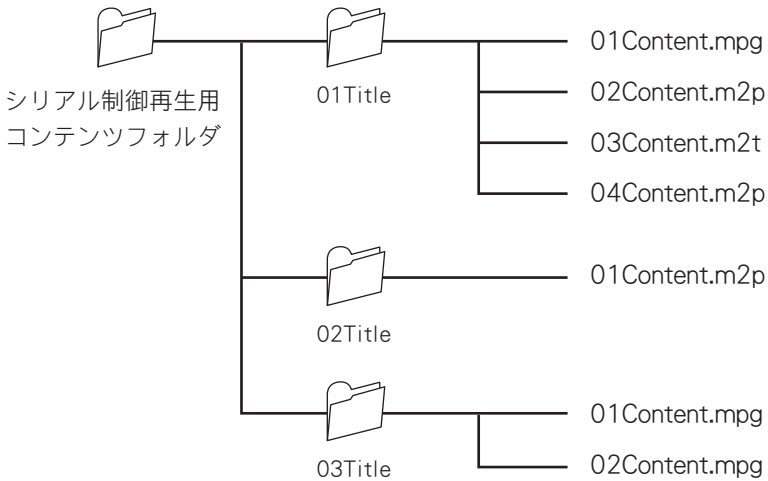 シリアル制御再生用
コンテンツフォルダ
01Title
01Content.mpg
02Content.m2p
03Content.m2t
04Content.m2p
02Title
01Content.m2p
03Title
01Content.mpg
02Content.mpg